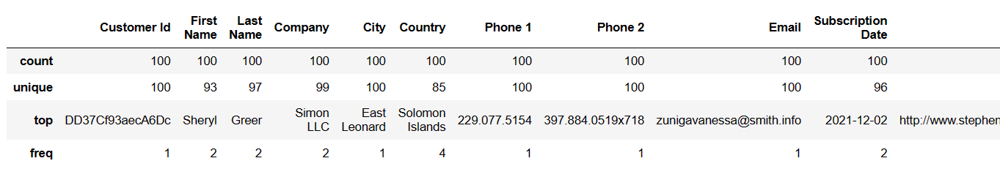 Customer Id First Name Last Name Company City Country Phone 1 Phone 2 Email Subscription Date
count 100 100 100 100 100 100 100 100 100 100
unique 100 93 97 99 100 85 100 100 100 96
top DD37Cf93aecA6Dc Sheryl Greer Simon LLC East Leonard Solomon Islands 229.077.5154 397.884.0519x718 zunigavanessa@smith.info 2021-12-02 http://www.stephen
freq 1 2 2 2 1 4 1 1 1 2